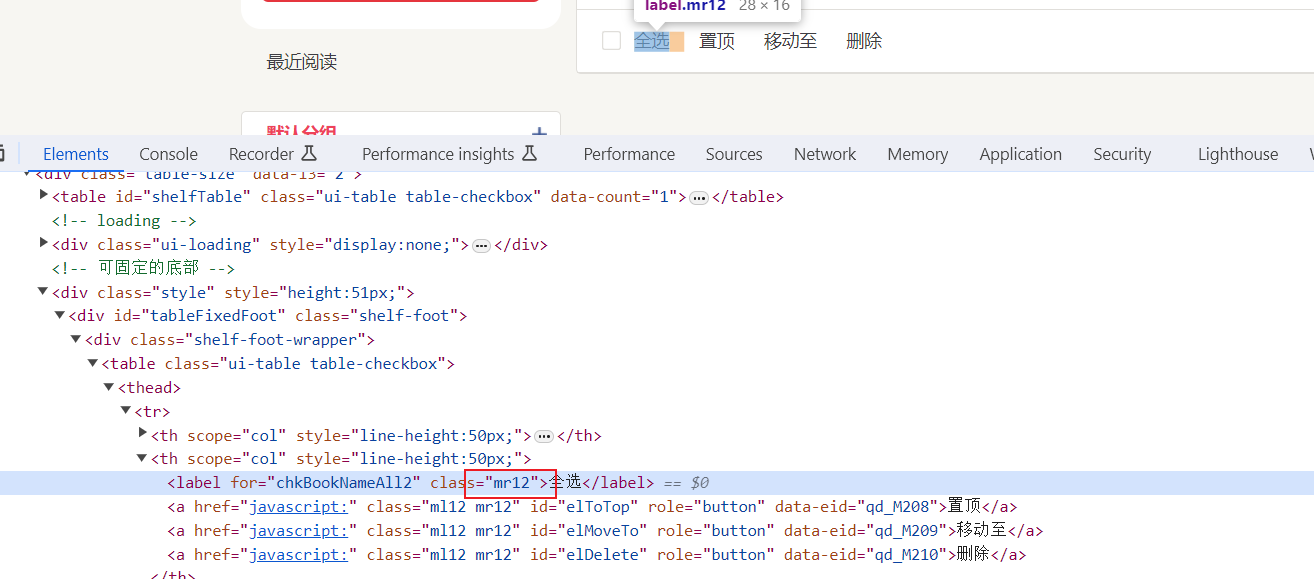 label.mr12 28 × 16
全选 置顶 移动至 删除
最近阅读
默认分组 +
Elements Console Recorder Performance insights Performance Sources Network Memory Application Security Lighthouse
<div class="table-size" data-l3="2">
<table id="shelfTable" class="ui-table table-checkbox" data-count="1">…</table>
<!-- loading -->
<div class="ui-loading" style="display:none;">…</div>
<!-- 可固定的底部 -->
<div class="style" style="height:51px;">
<div id="tableFixedFoot" class="shelf-foot">
<div class="shelf-foot-wrapper">
<table class="ui-table table-checkbox">
<thead>
<tr>
<th scope="col" style="line-height:50px;">…</th>
<th scope="col" style="line-height:50px;">
<label for="chkBookNameAll2" class="mr12">全选</label> == $0
<a href="javascript:" class="ml12 mr12" id="elToTop" role="button" data-eid="qd_M208">置顶</a>
<a href="javascript:" class="ml12 mr12" id="elMoveTo" role="button" data-eid="qd_M209">移动至</a>
<a href="javascript:" class="ml12 mr12" id="elDelete" role="button" data-eid="qd_M210">删除</a>
</th>